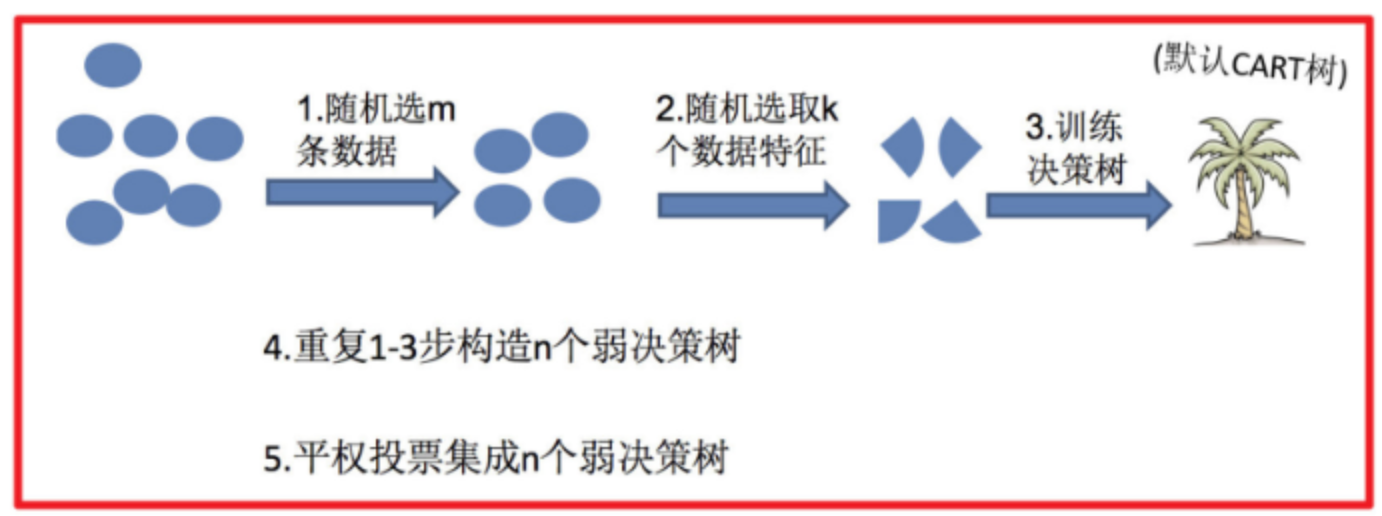 (默认CART树)
1.随机选m
条数据
2.随机选取k
个数据特征
3.训练
决策树
4.重复1-3步构造n个弱决策树
5.平权投票集成n个弱决策树